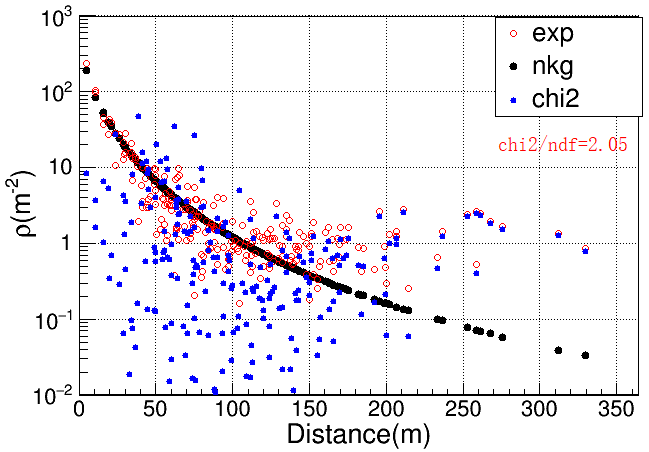 10³
10²
10
1
10⁻¹
10⁻²
ρ(m⁻²)
0 50 100 150 200 250 300 350
Distance(m)
exp
nkg
chi2
chi2/ndf=2.05